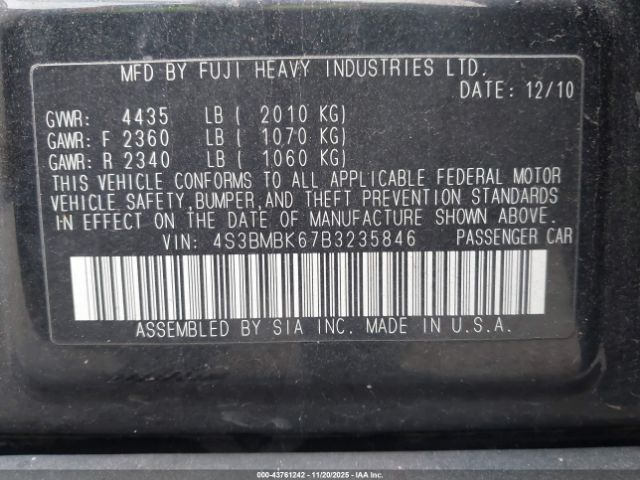 MFD BY FUJI HEAVY INDUSTRIES LTD.
DATE: 12/10
GVWR: 4435 LB ( 2010 KG)
GAWR: F 2360 LB ( 1070 KG)
GAWR: R 2340 LB ( 1060 KG)
THIS VEHICLE CONFORMS TO ALL APPLICABLE FEDERAL MOTOR
VEHICLE SAFETY,BUMPER,AND THEFT PREVENTION STANDARDS
IN EFFECT ON THE DATE OF MANUFACTURE SHOWN ABOVE.
VIN: 4S3BMBK67B3235846 PASSENGER CAR
ASSEMBLED BY SIA INC. MADE IN U.S.A.
000-43761242 - 11/20/2025 - IAA Inc.